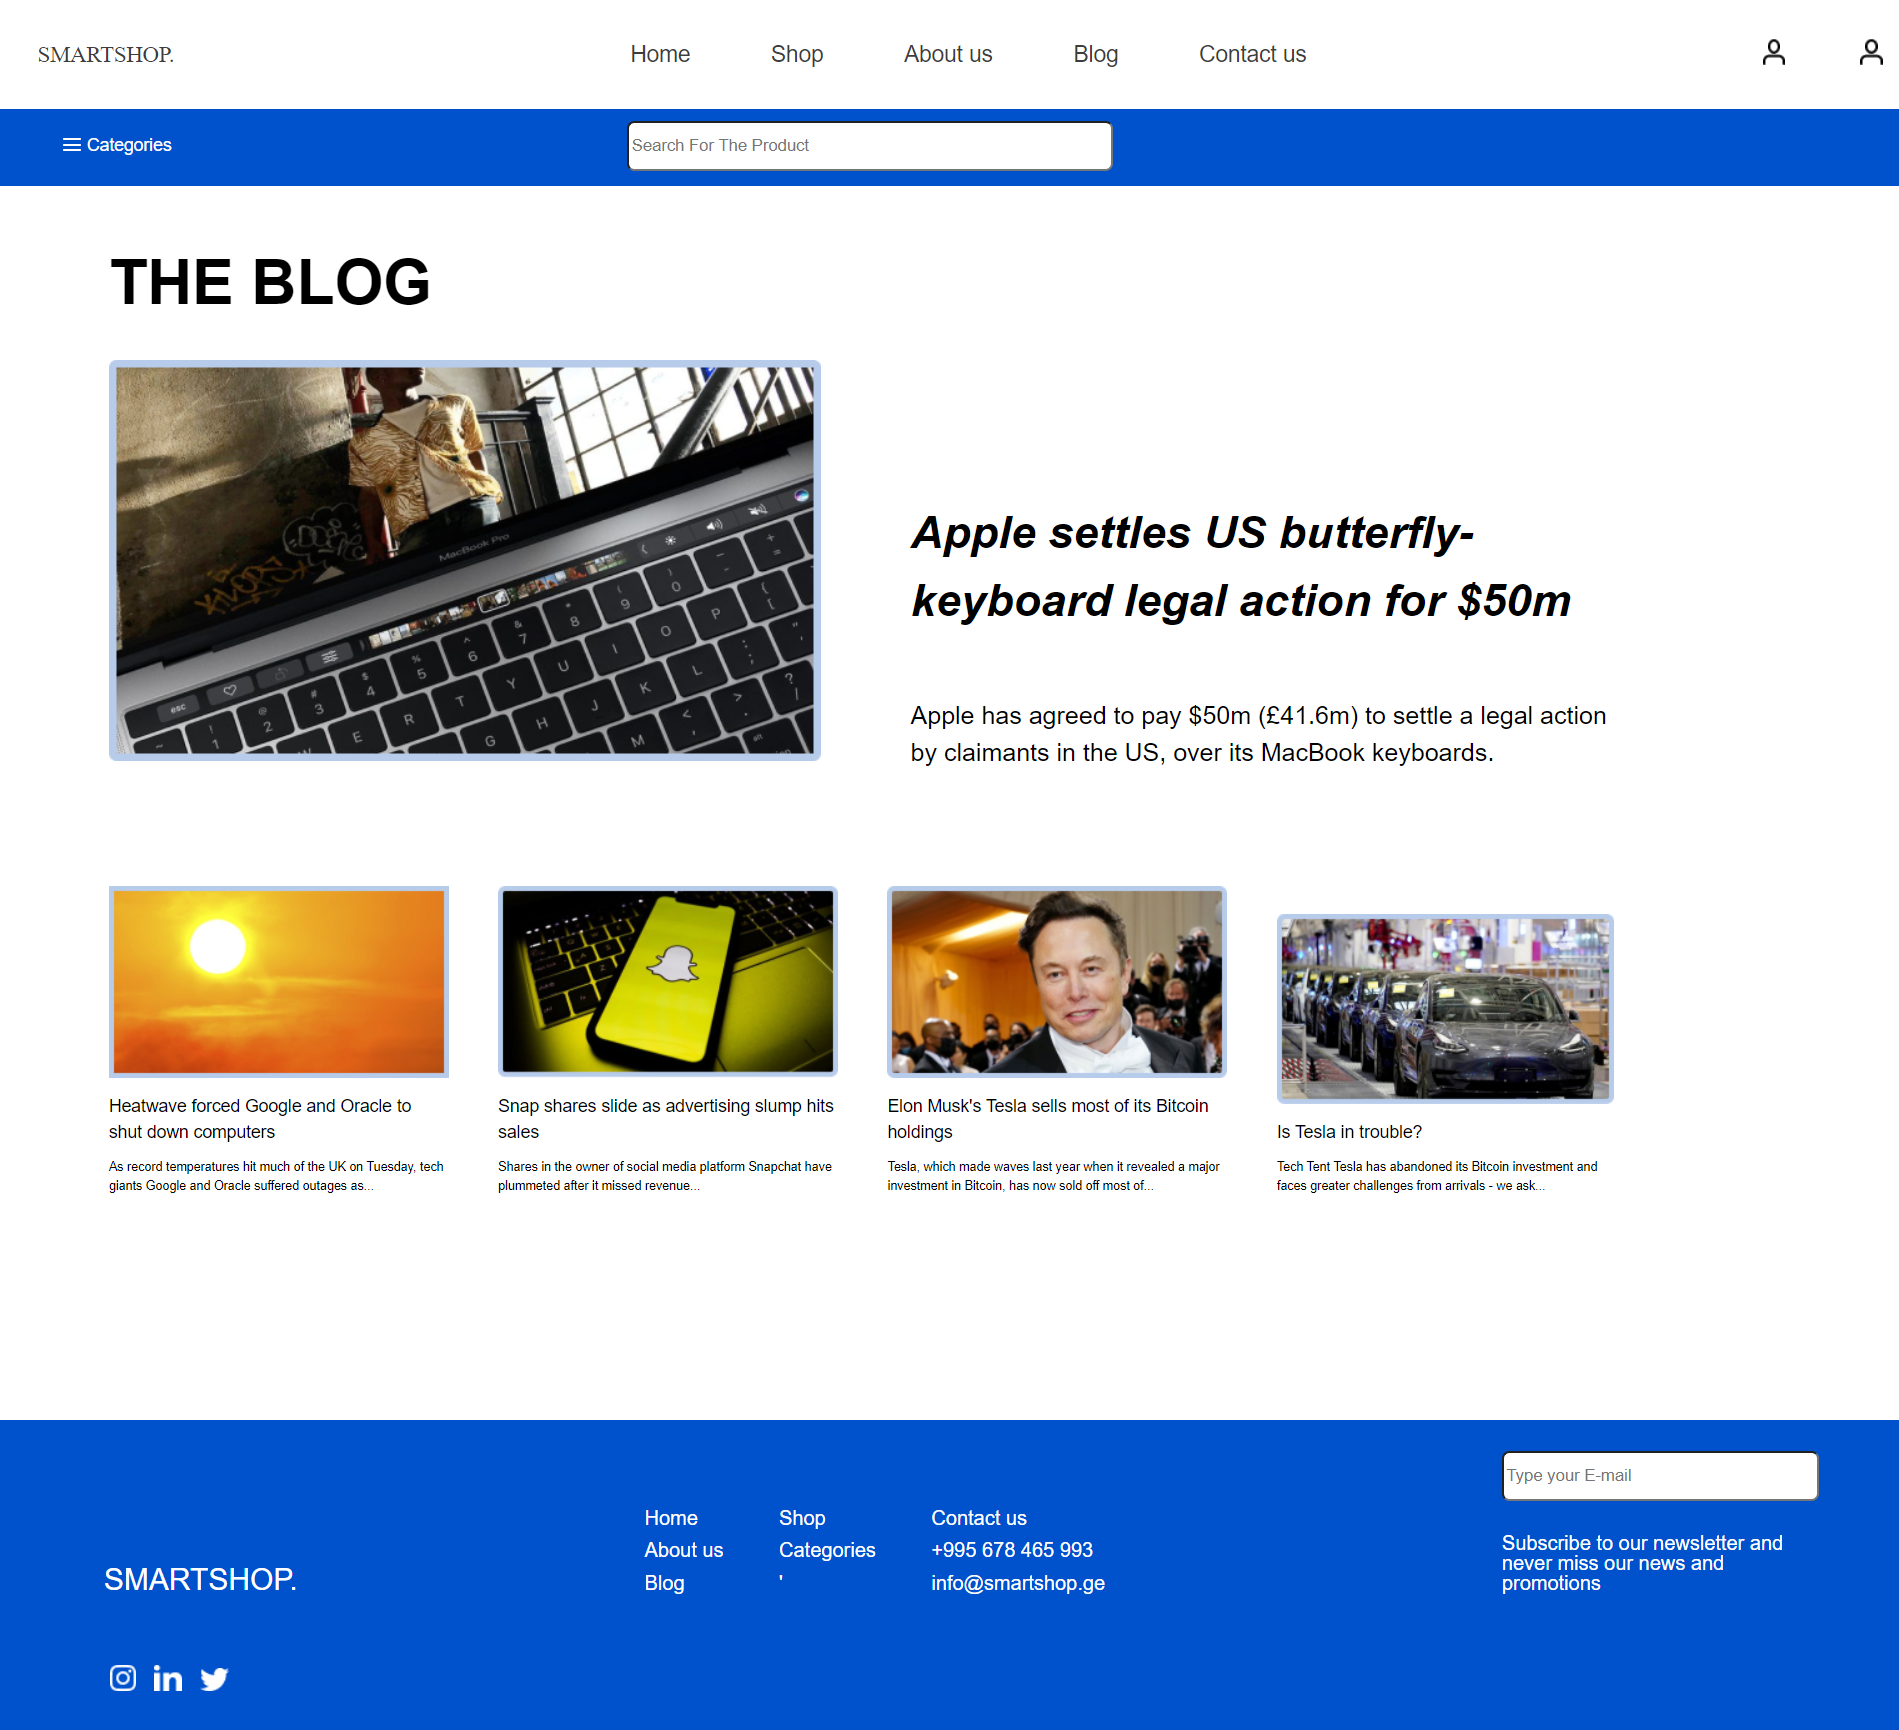 SMARTSHOP.
Home Shop About us Blog Contact us
Categories
Search For The Product
THE BLOG
MacBook Pro
esc
Apple settles US butterfly-
keyboard legal action for $50m
Apple has agreed to pay $50m (£41.6m) to settle a legal action
by claimants in the US, over its MacBook keyboards.
Heatwave forced Google and Oracle to
shut down computers
As record temperatures hit much of the UK on Tuesday, tech
giants Google and Oracle suffered outages as...
Snap shares slide as advertising slump hits
sales
Shares in the owner of social media platform Snapchat have
plummeted after it missed revenue...
Elon Musk's Tesla sells most of its Bitcoin
holdings
Tesla, which made waves last year when it revealed a major
investment in Bitcoin, has now sold off most of...
Is Tesla in trouble?
Tech Tent Tesla has abandoned its Bitcoin investment and
faces greater challenges from arrivals - we ask...
SMARTSHOP.
Home
About us
Blog
Shop
Categories
'
Contact us
+995 678 465 993
info@smartshop.ge
Type your E-mail
Subscribe to our newsletter and
never miss our news and
promotions